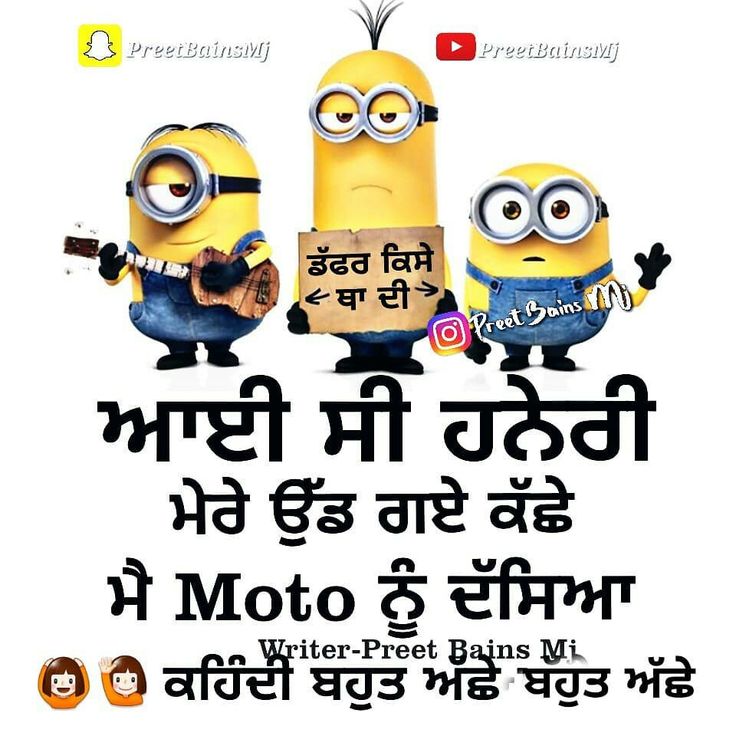 PreetBainsMj
PreetBainsMj
ਡੱਫਰ ਕਿਸੇ
←ਥਾ ਦੀ→
Preet Bains Mj
ਆਈ ਸੀ ਹਨੇਰੀ
ਮੇਰੇ ਉੱਡ ਗਏ ਕੱਛੇ
ਮੈ Moto ਨੂੰ ਦੱਸਿਆ
Writer-Preet Bains Mj
ਕਹਿੰਦੀ ਬਹੁਤ ਅੱਛੇ ਬਹੁਤ ਅੱਛੇ